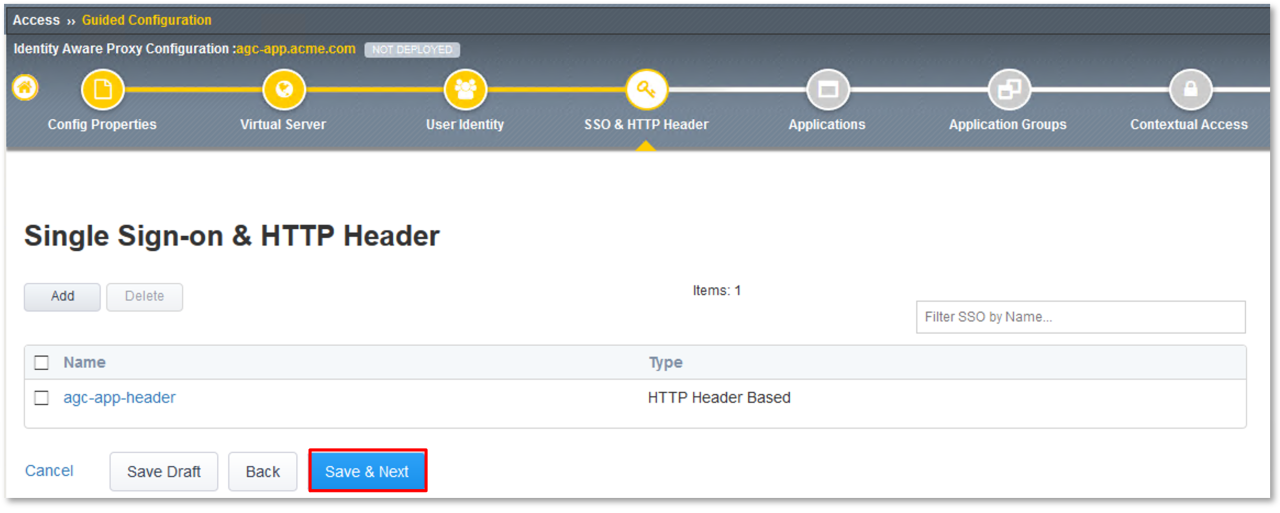 Access ›› Guided Configuration
Identity Aware Proxy Configuration :agc-app.acme.com NOT DEPLOYED
Config Properties Virtual Server User Identity SSO & HTTP Header Applications Application Groups Contextual Access
Single Sign-on & HTTP Header
Add Delete Items: 1
Filter SSO by Name...
Name Type
agc-app-header HTTP Header Based
Cancel Save Draft Back Save & Next